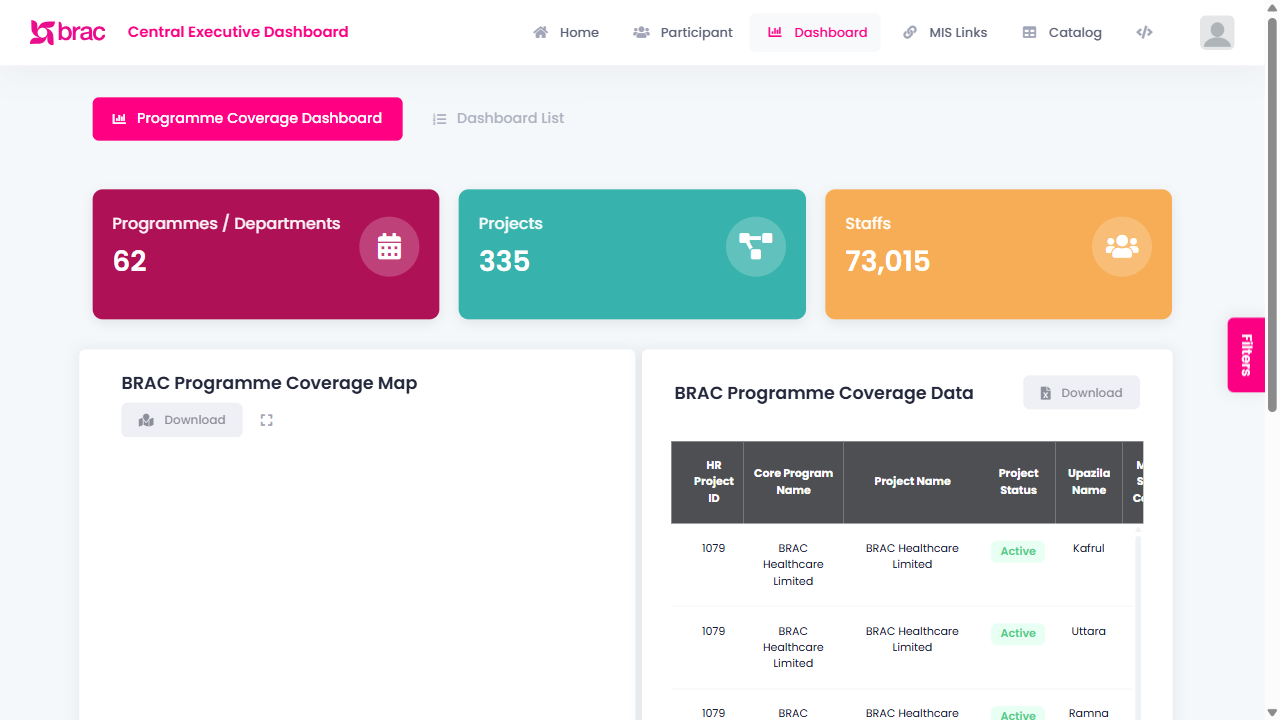 brac
Central Executive Dashboard
Home
Participant
Dashboard
MIS Links
Catalog
Programme Coverage Dashboard
Dashboard List
Programmes / Departments
62
Projects
335
Staffs
73,015
Filters
BRAC Programme Coverage Map
Download
BRAC Programme Coverage Data
Download
HR
Project
ID
Core Program
Name
Project Name
Project
Status
Upazila
Name
1079
BRAC
Healthcare
Limited
BRAC Healthcare
Limited
Active
Kafrul
1079
BRAC
Healthcare
Limited
BRAC Healthcare
Limited
Active
Uttara
1079
BRAC
BRAC Healthcare
Active
Ramna